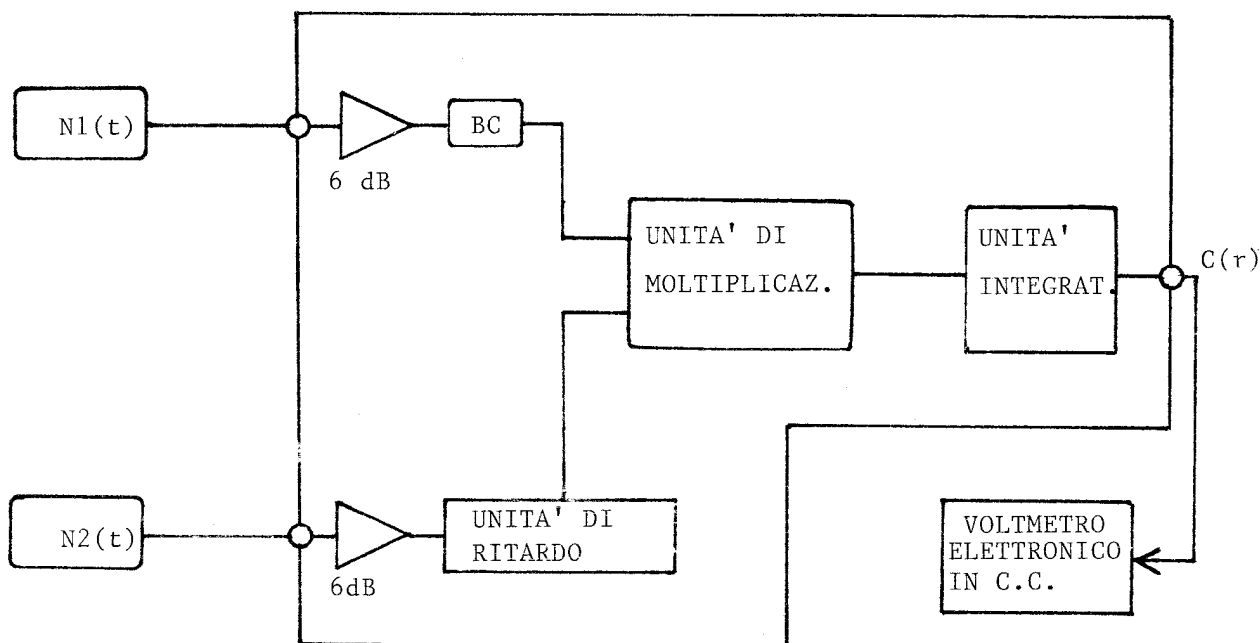 N1(t)
6 dB
BC
UNITA' DI
MOLTIPLICAZ.
UNITA'
INTEGRAT.
C(r)
N2(t)
6dB
UNITA' DI
RITARDO
VOLTMETRO
ELETTRONICO
IN C.C.